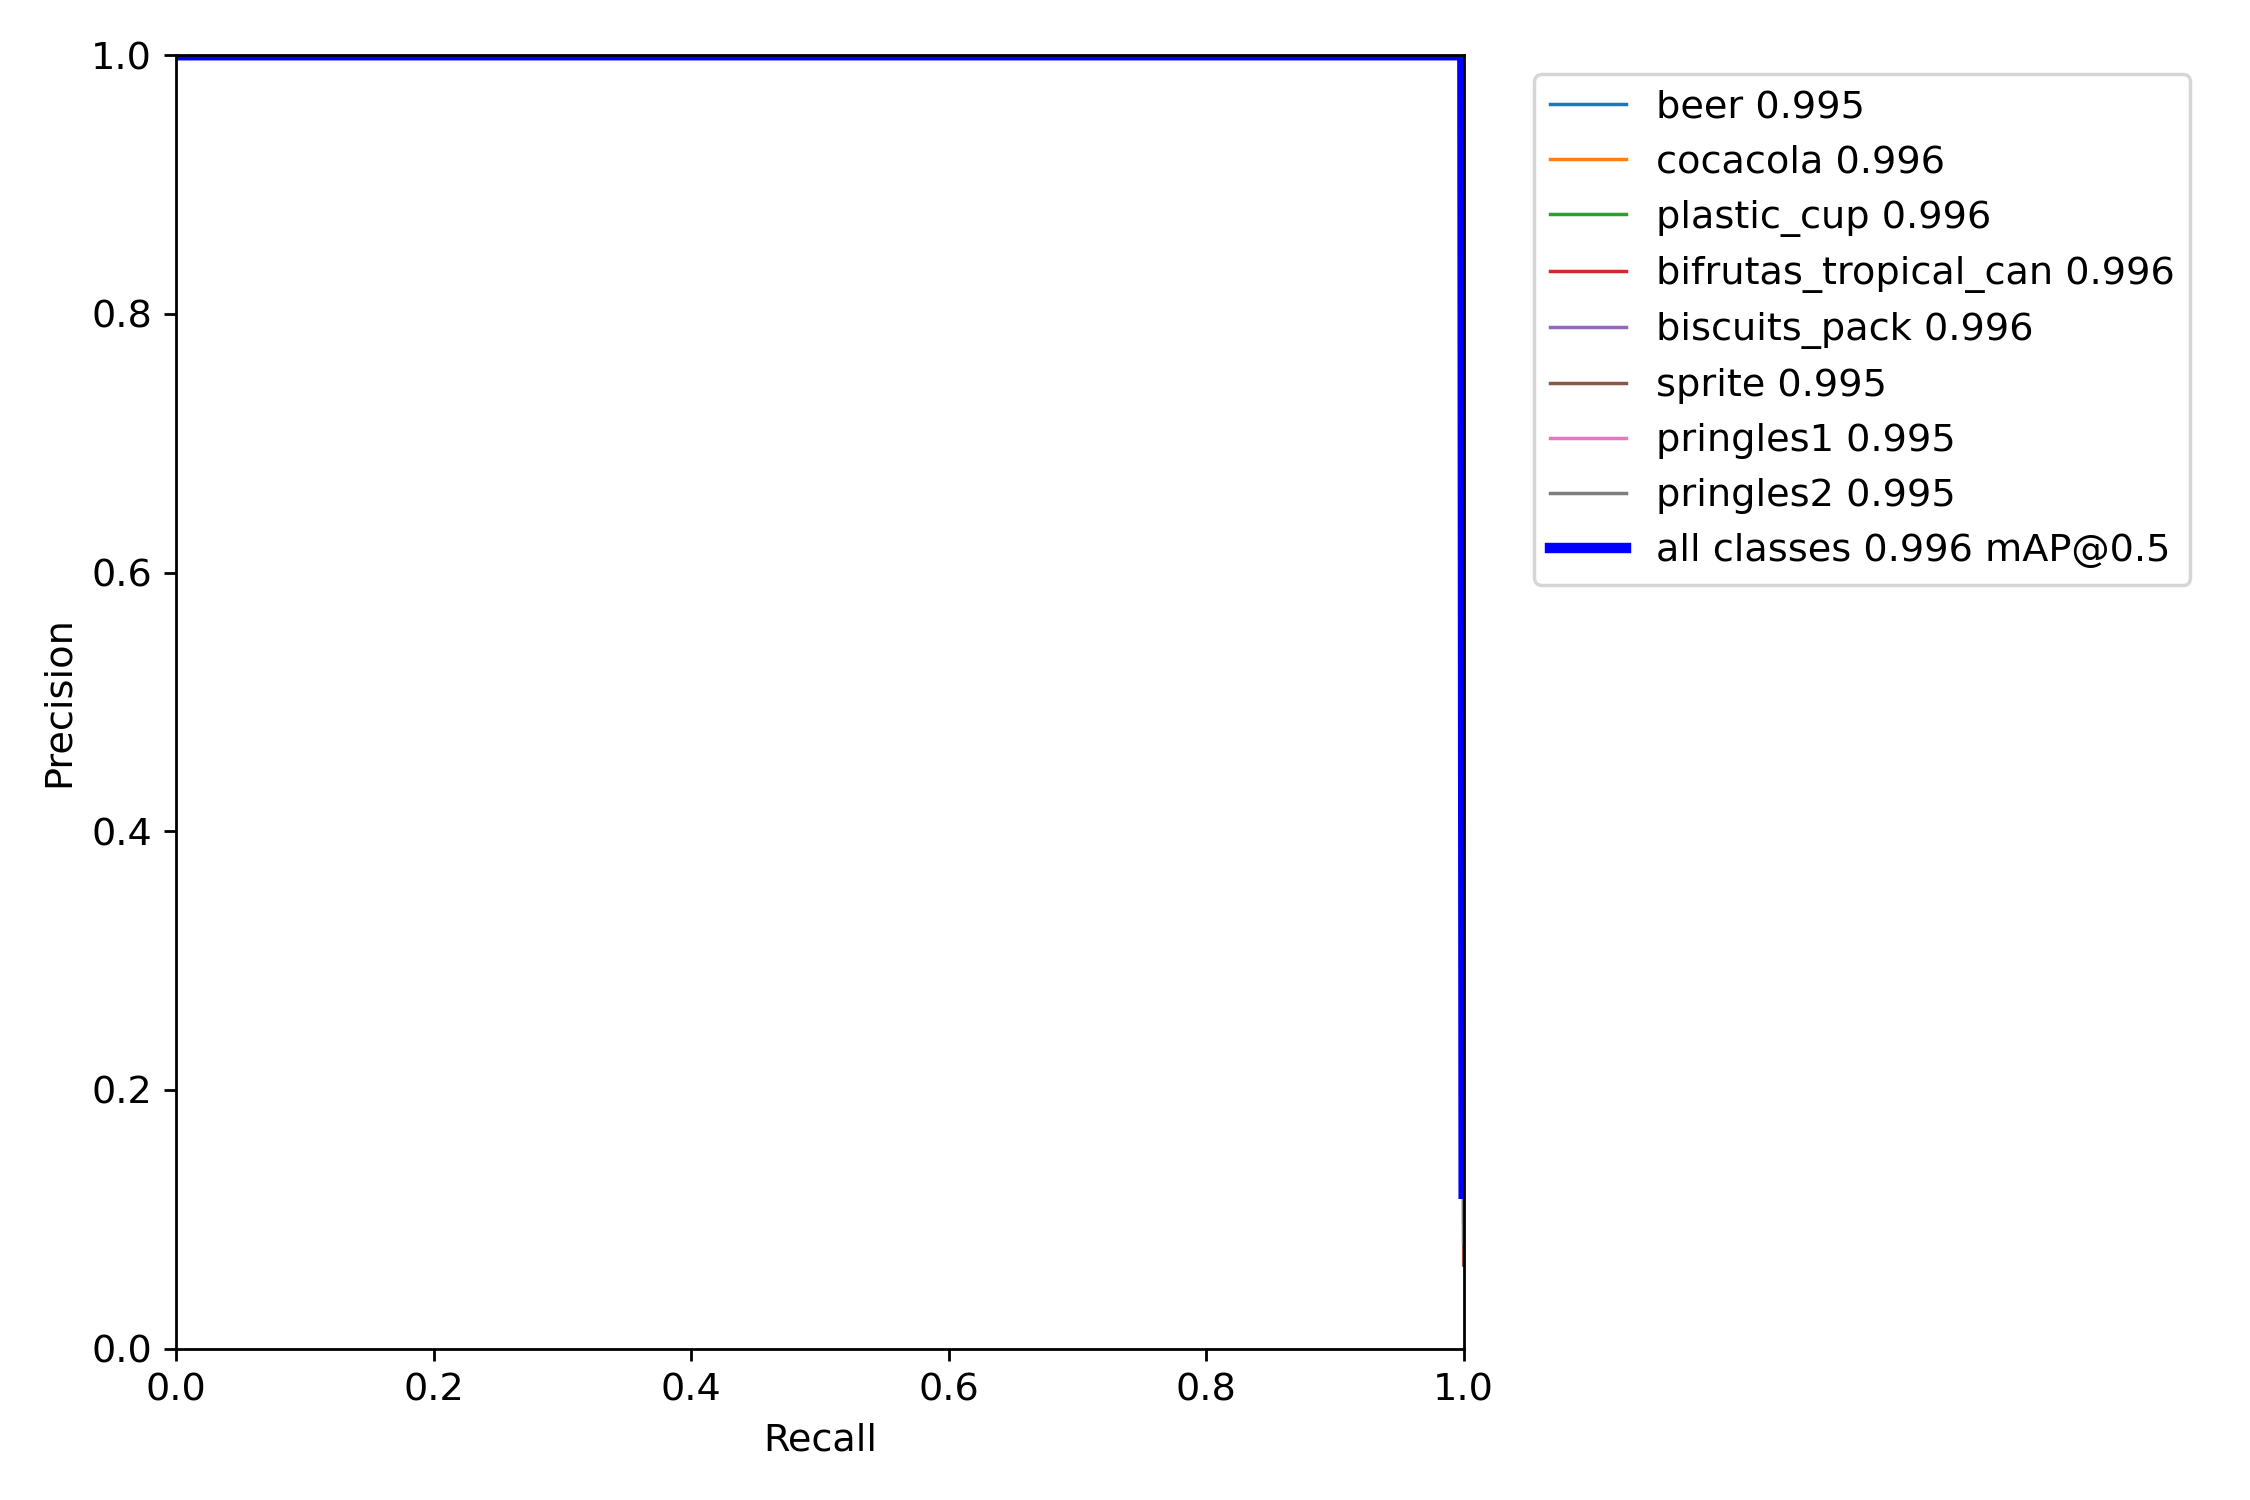 1.0
0.8
0.6
0.4
0.2
0.0
Precision
0.0 0.2 0.4 0.6 0.8 1.0
Recall
beer 0.995
cocacola 0.996
plastic_cup 0.996
bifrutas_tropical_can 0.996
biscuits_pack 0.996
sprite 0.995
pringles1 0.995
pringles2 0.995
all classes 0.996 mAP@0.5